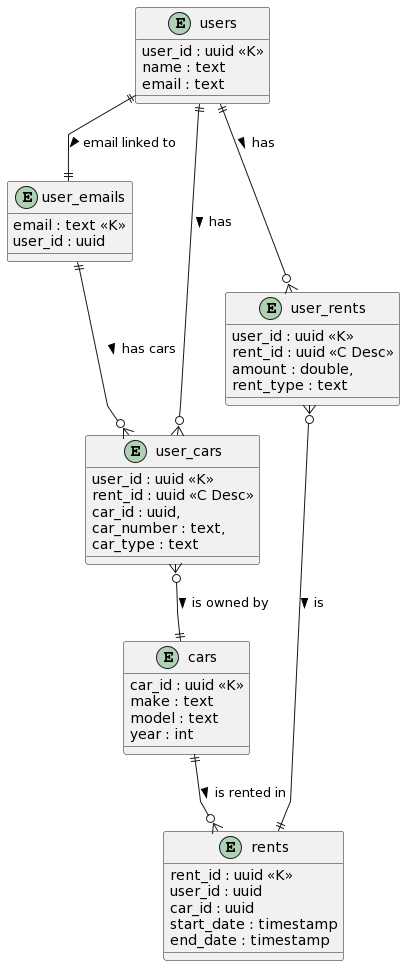 E users
user_id : uuid «K»
name : text
email : text
email linked to
has
E user_emails
email : text «K»
user_id : uuid
has
E user_rents
user_id : uuid «K»
rent_id : uuid «C Desc»
amount : double,
rent_type : text
has cars
E user_cars
user_id : uuid «K»
rent_id : uuid «C Desc»
car_id : uuid,
car_number : text,
car_type : text
is owned by
is
E cars
car_id : uuid «K»
make : text
model : text
year : int
is rented in
E rents
rent_id : uuid «K»
user_id : uuid
car_id : uuid
start_date : timestamp
end_date : timestamp